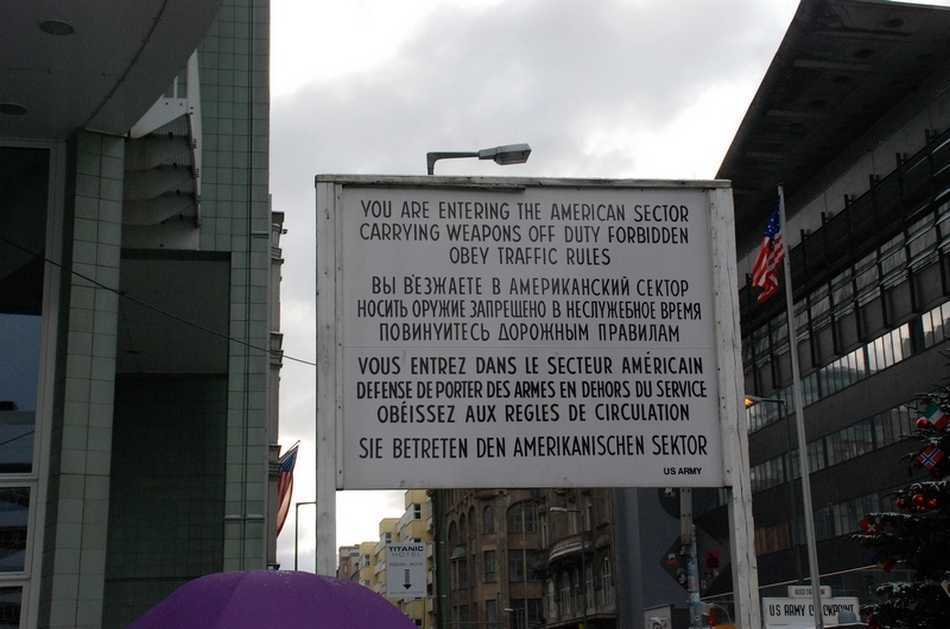 YOU ARE ENTERING THE AMERICAN SECTOR
CARRYING WEAPONS OFF DUTY FORBIDDEN
OBEY TRAFFIC RULES
ВЫ В'ЕЗЖАЕТЕ В АМЕРИКАНСКИЙ СЕКТОР
НОСИТЬ ОРУЖИЕ ЗАПРЕЩЕНО В НЕСЛУЖЕБНОЕ ВРЕМЯ
ПОВИНУЙТЕСЬ ДОРОЖНЫМ ПРАВИЛАМ
VOUS ENTREZ DANS LE SECTEUR AMÉRICAIN
DEFENSE DE PORTER DES ARMES EN DEHORS DU SERVICE
OBÉISSEZ AUX REGLES DE CIRCULATION
SIE BETRETEN DEN AMERIKANISCHEN SEKTOR
US ARMY
TITANIC
HOTEL
US ARMY CHECKPOINT